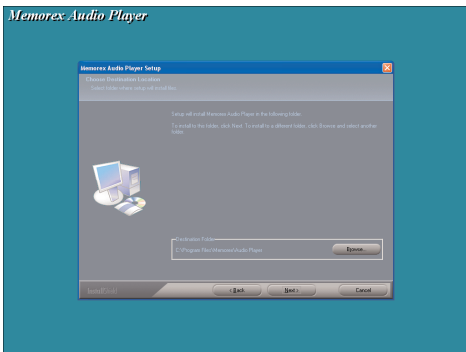 Memorex Audio Player
Memorex Audio Player Setup
Choose Destination Location
Select folder where setup will install files.
Setup will install Memorex Audio Player in the following folder.
To install to this folder, click Next. To install to a different folder, click Browse and select another
folder.
Destination Folder
C:\Program Files\Memorex\Audio Player
Browse...
InstallShield
< Back
Next >
Cancel